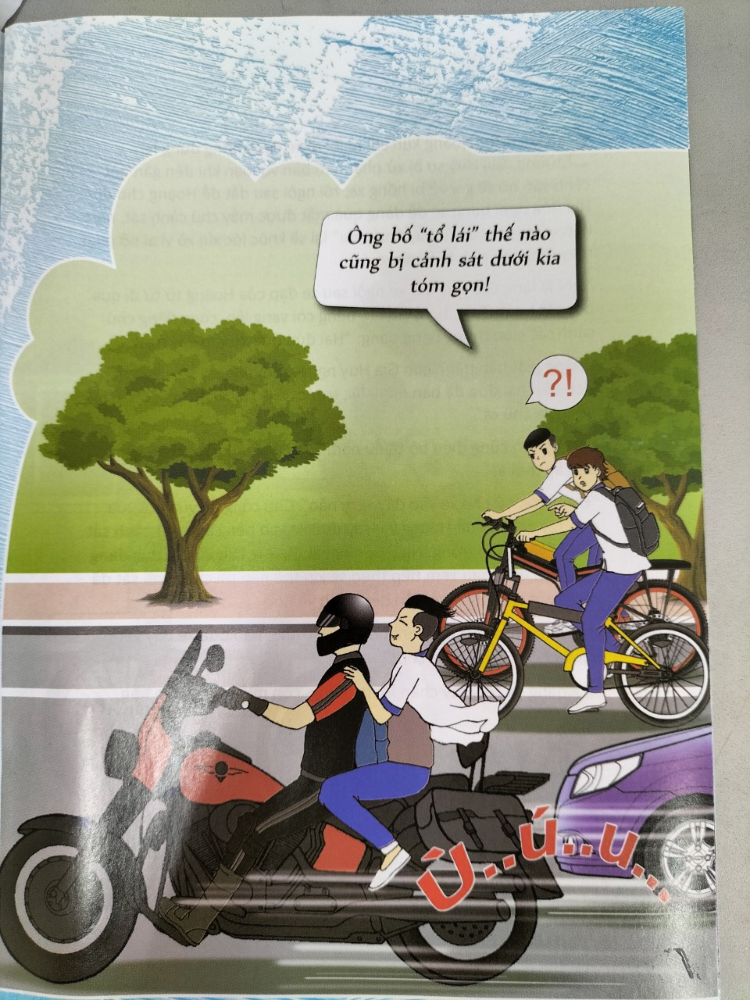 Ông bố “tổ lái” thế nào
cũng bị cảnh sát dưới kia
tóm gọn!
?!
Ú..ú..u...